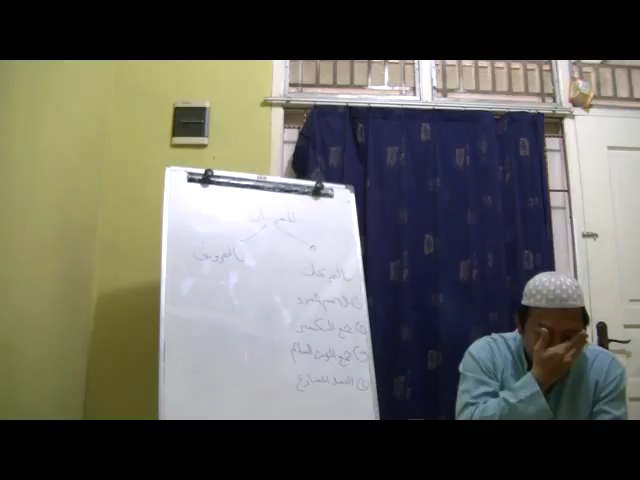 المعربات
بالحروف
بالحركات
الاسم المفرد
جمع التكسير
جمع المؤنث السالم
الفعل المضارع